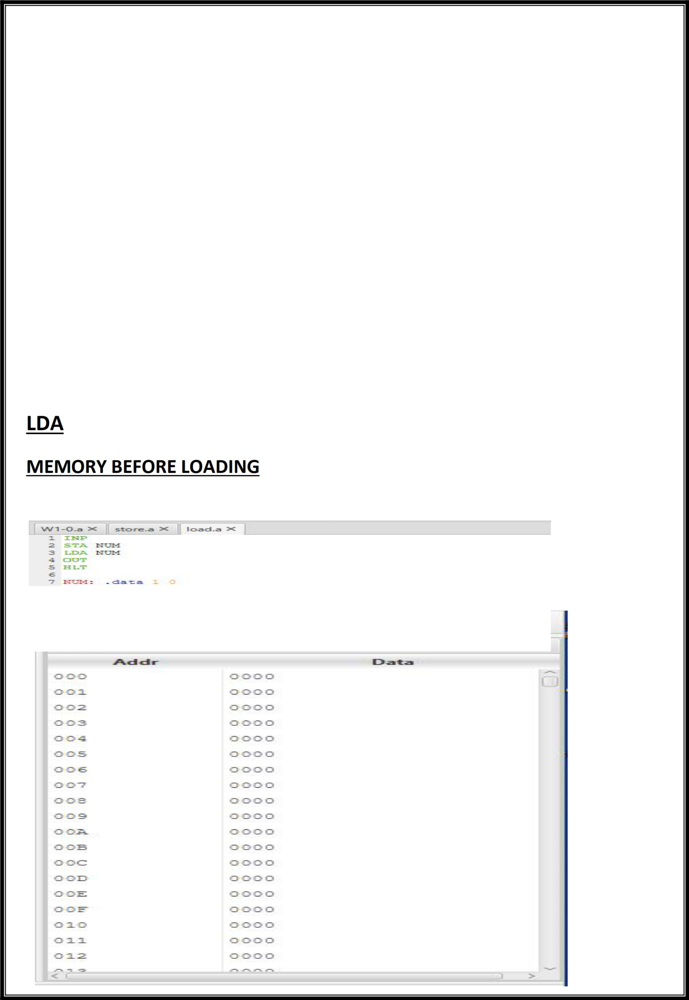 LDA
MEMORY BEFORE LOADING
W1-0.a × store.a × load.a ×
1 INP
2 STA NUM
3 LDA NUM
4 OUT
5 HLT
6
7 NUM: .data 1 0
Addr Data
000 0000
001 0000
002 0000
003 0000
004 0000
005 0000
006 0000
007 0000
008 0000
009 0000
00A 0000
00B 0000
00C 0000
00D 0000
00E 0000
00F 0000
010 0000
011 0000
012 0000
013 0000